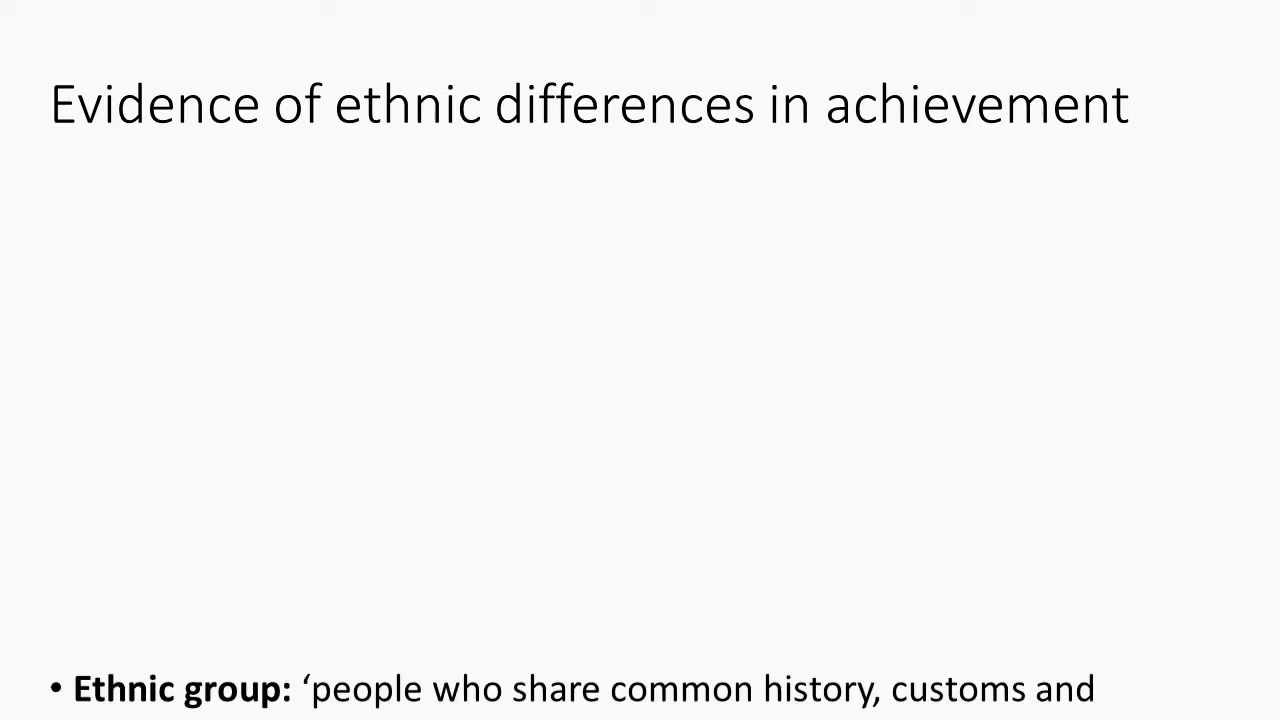 Evidence of ethnic differences in achievement
• Ethnic group: ‘people who share common history, customs and